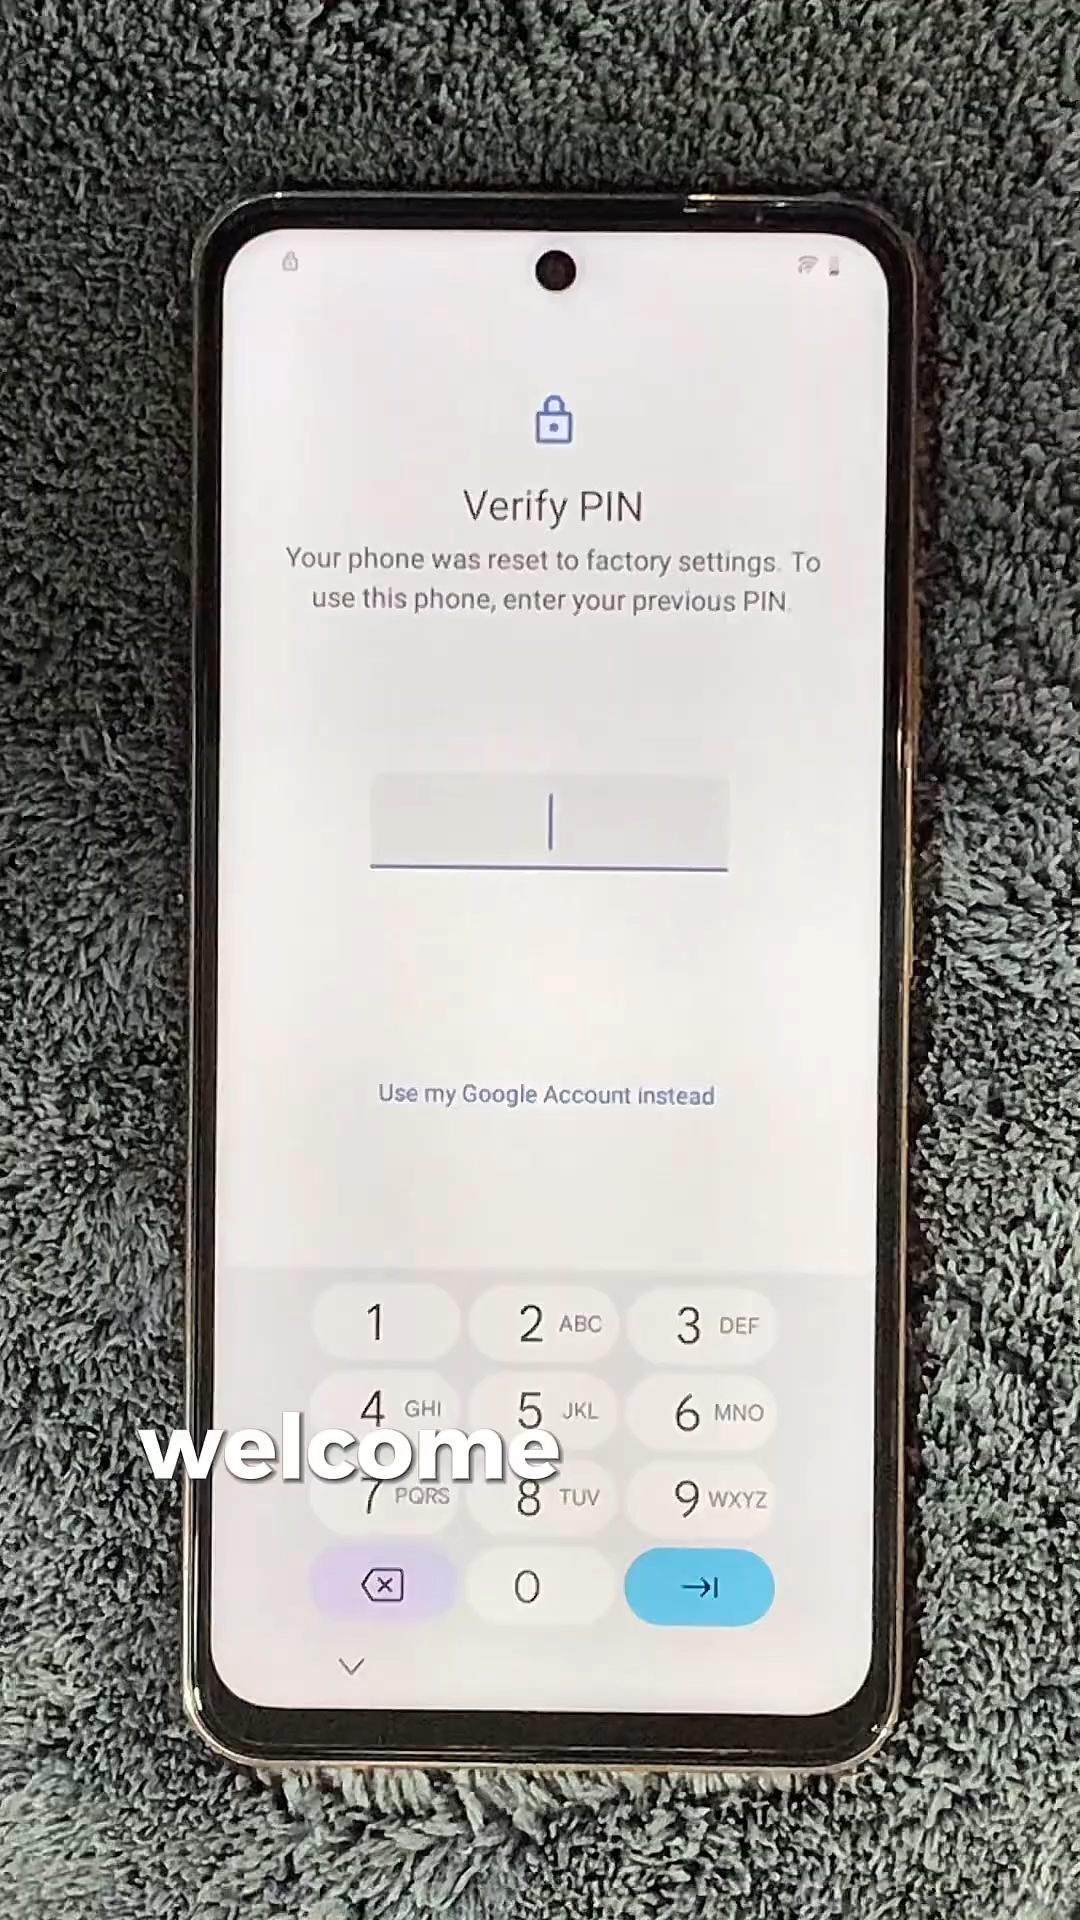 Verify PIN
Your phone was reset to factory settings. To
use this phone, enter your previous PIN.
Use my Google Account instead
1
2 ABC
3 DEF
4 GHI
5 JKL
6 MNO
welcome
7 PQRS
8 TUV
9 WXYZ
0